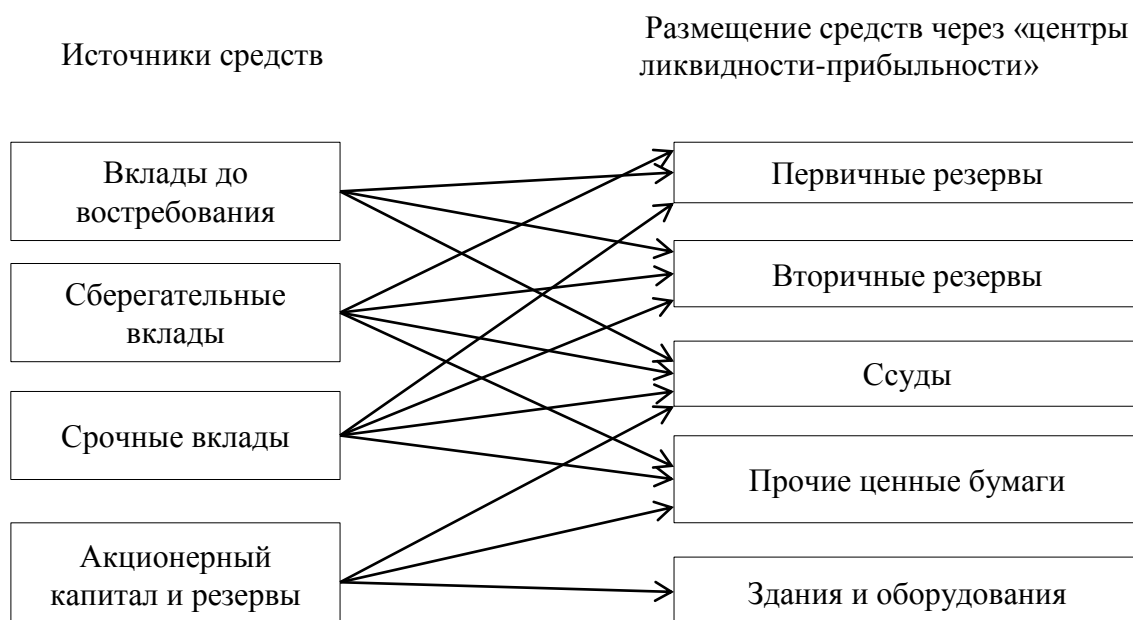 Источники средств
Размещение средств через «центры
ликвидности-прибыльности»
Вклады до
востребования
Сберегательные
вклады
Срочные вклады
Акционерный
капитал и резервы
Первичные резервы
Вторичные резервы
Ссуды
Прочие ценные бумаги
Здания и оборудования